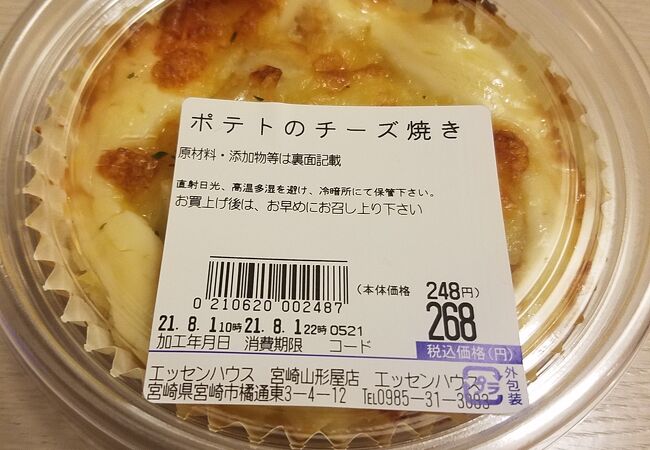 ポテトのチーズ焼き
原材料・添加物等は裏面記載
直射日光、高温多湿を避け、冷暗所にて保管下さい。
お買上げ後は、お早めにお召し上り下さい
0 210620 002487
(本体価格 248円)
268
21. 8. 1 10時 21. 8. 1 22時 0521
加工年月日 消費期限 コード 税込価格(円)
エッセンハウス 宮崎山形屋店 エッセンハウス
宮崎県宮崎市橘通東3-4-12 TEL0985-31-
プラ
外包装